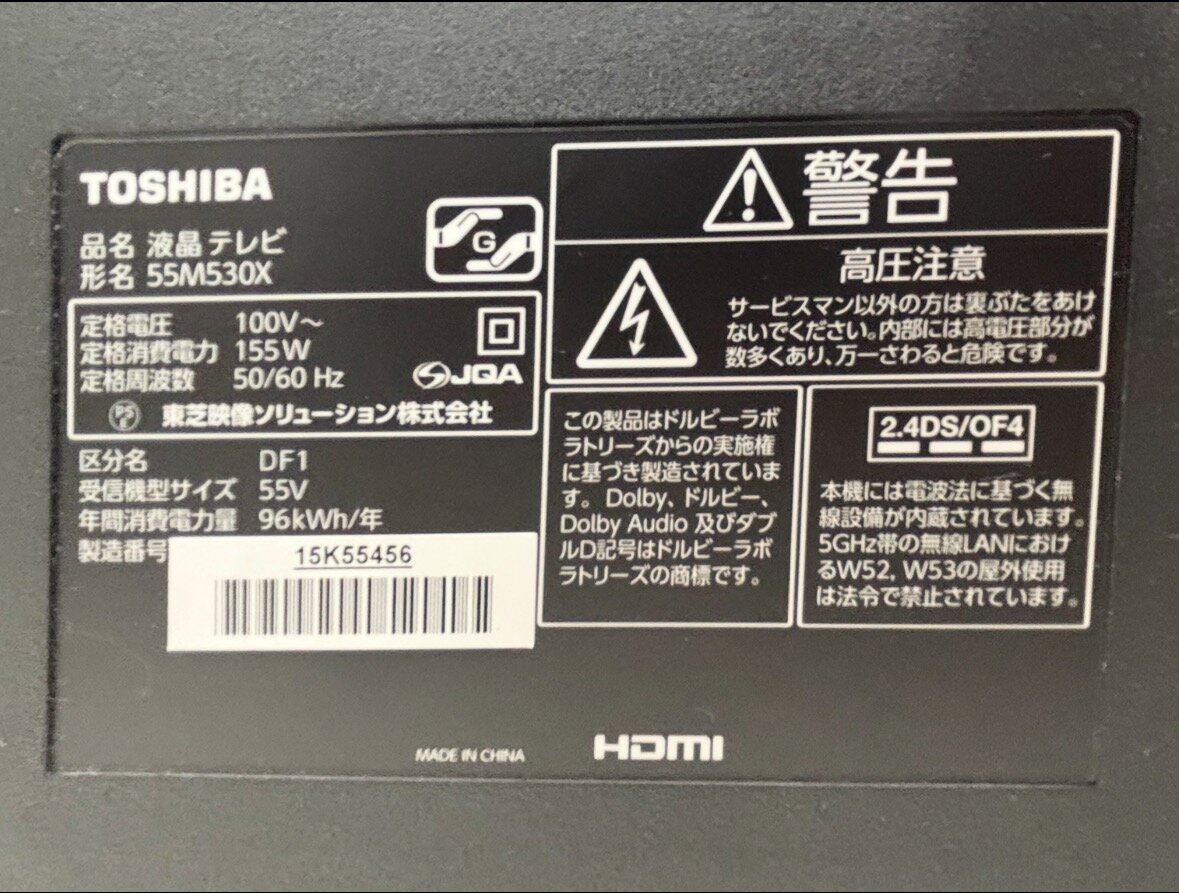 TOSHIBA
品名 液晶テレビ
形名 55M530X
G
定格電圧 100V～
定格消費電力 155W
定格周波数 50/60 Hz
JQA
PS
E
東芝映像ソリューション株式会社
区分名 DF1
受信機型サイズ 55V
年間消費電力量 96kWh/年
製造番号
15K55456
警告
高圧注意
サービスマン以外の方は裏ぶたをあけ
ないでください。内部には高電圧部分が
数多くあり、万一さわると危険です。
この製品はドルビーラボ
ラトリーズからの実施権
に基づき製造されていま
す。Dolby、ドルビー、
Dolby Audio 及びダブ
ルD記号はドルビーラボ
ラトリーズの商標です。
2.4DS/OF4
本機には電波法に基づく無
線設備が内蔵されています。
5GHz帯の無線LANにおけ
るW52, W53の屋外使用
は法令で禁止されています。
MADE IN CHINA
HDMI